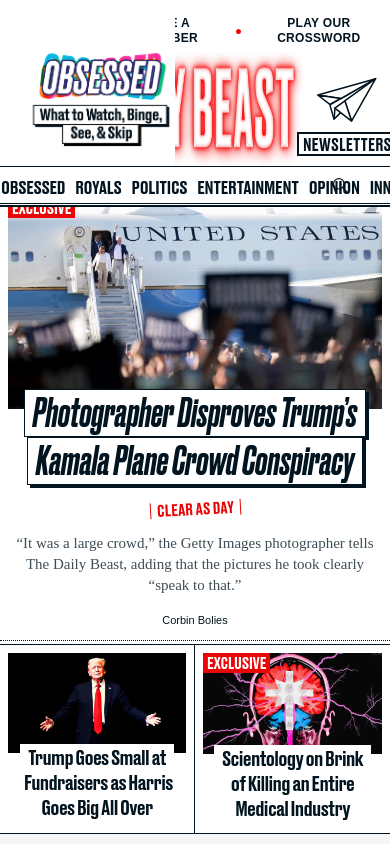 E A
BER
PLAY OUR
CROSSWORD
OBSESSED
What to Watch, Binge,
See, & Skip
Y BEAST
NEWSLETTERS
OBSESSED ROYALS POLITICS ENTERTAINMENT OPINION INN
EXCLUSIVE
UNITED STATES
Photographer Disproves Trump's
Kamala Plane Crowd Conspiracy
CLEAR AS DAY
“It was a large crowd,” the Getty Images photographer tells
The Daily Beast, adding that the pictures he took clearly
“speak to that.”
Corbin Bolies
Trump Goes Small at
Fundraisers as Harris
Goes Big All Over
EXCLUSIVE
Scientology on Brink
of Killing an Entire
Medical Industry